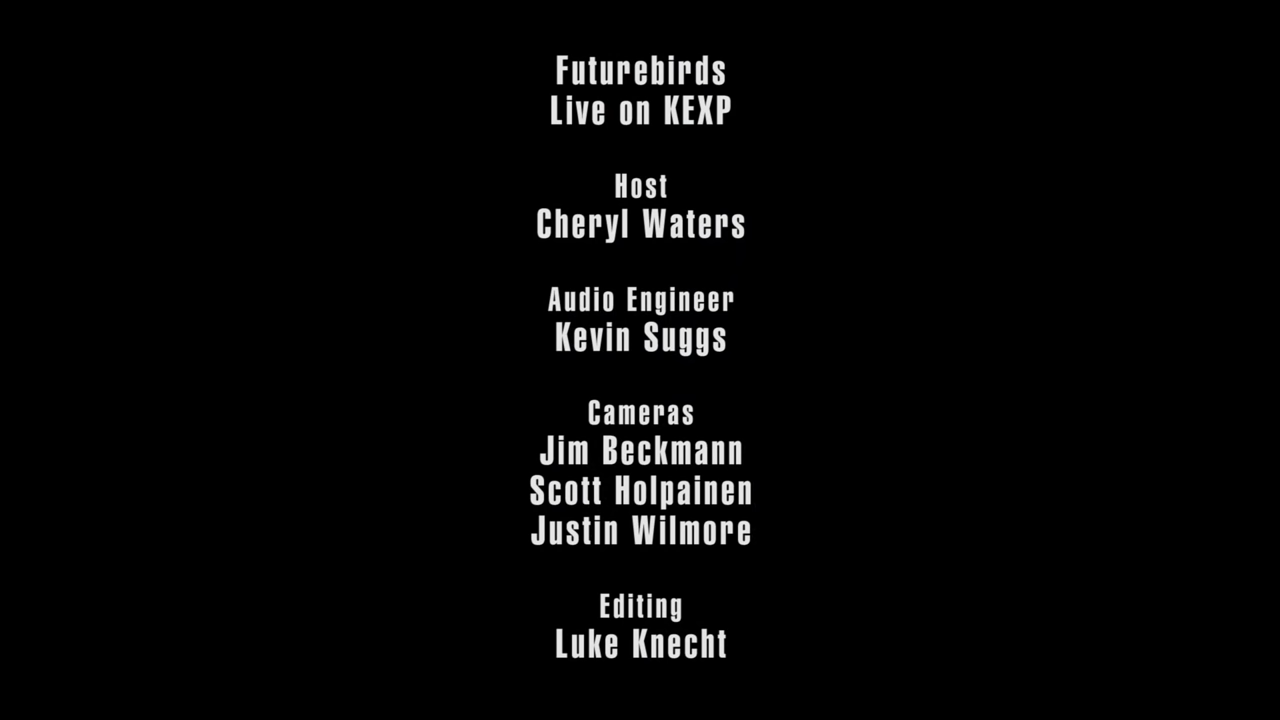 Futurebirds
Live on KEXP
Host
Cheryl Waters
Audio Engineer
Kevin Suggs
Cameras
Jim Beckmann
Scott Holpainen
Justin Wilmore
Editing
Luke Knecht